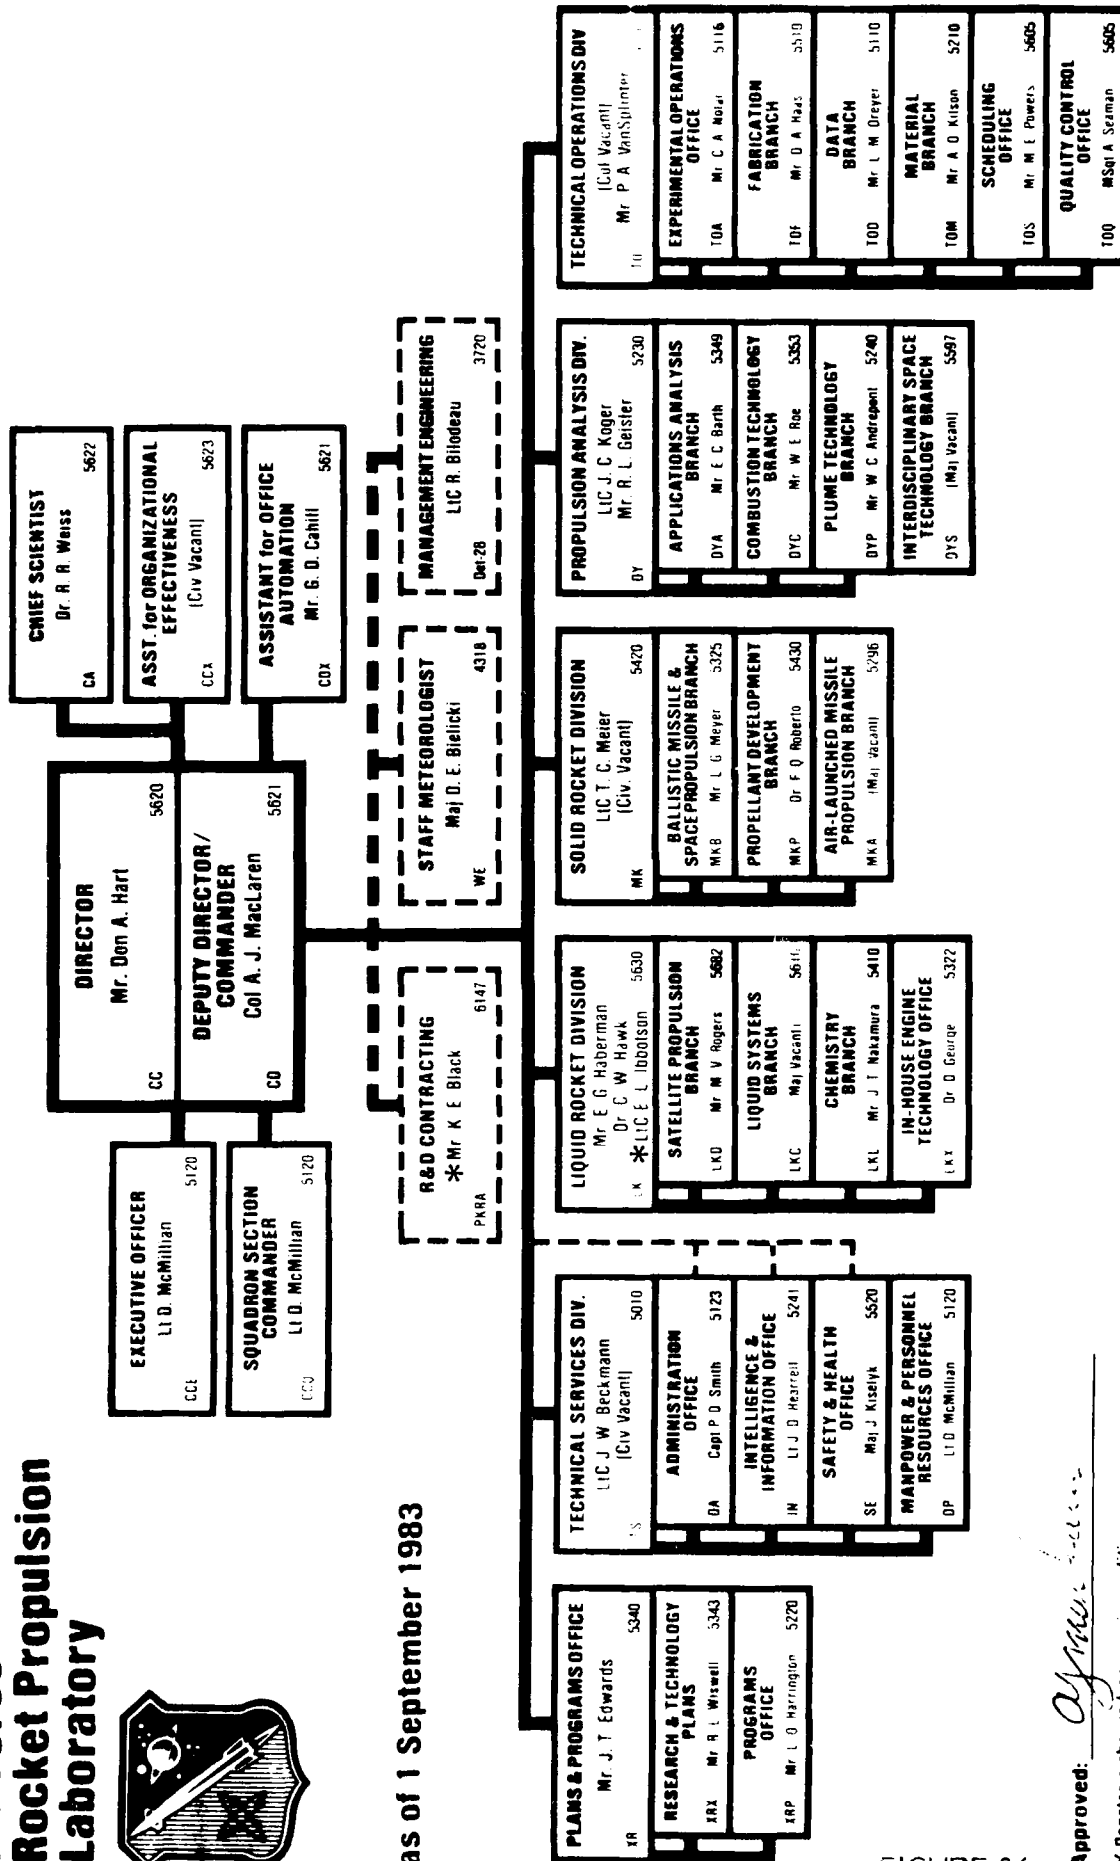 Rocket Propulsion
Laboratory
as of 1 September 1983
DIRECTOR
Mr. Don A. Hart
CC 5620
DEPUTY DIRECTOR/
COMMANDER
Col A. J. MacLaren
CD 5621
EXECUTIVE OFFICER
Lt D. McMillian
CCE 5120
SQUADRON SECTION
COMMANDER
Lt D. McMillian
5120
CHIEF SCIENTIST
Dr. R. R. Weiss
CA 5622
ASST. for ORGANIZATIONAL
EFFECTIVENESS
(Civ Vacant)
CCX 5623
ASSISTANT for OFFICE
AUTOMATION
Mr. G. D. Cahill
CDX 5621
R&D CONTRACTING
*Mr K E Black
PKRA 6147
STAFF METEOROLOGIST
Maj D. E. Bielicki
WE 4318
MANAGEMENT ENGINEERING
LtC R. Bilodeau
Det-28 3720
PLANS & PROGRAMS OFFICE
Mr. J. T Edwards
XR 5340
RESEARCH & TECHNOLOGY
PLANS
XRX Mr R L Wiswell 5343
PROGRAMS
OFFICE
XRP Mr L O Harrington 5220
TECHNICAL SERVICES DIV.
LtC J W Beckmann
(Civ Vacant)
TS 5010
ADMINISTRATION
OFFICE
DA Capt P D Smith 5123
INTELLIGENCE &
INFORMATION OFFICE
IN Lt J D Hearrell 5241
SAFETY & HEALTH
OFFICE
SE Maj J Kiselyk 5520
MANPOWER & PERSONNEL
RESOURCES OFFICE
DP Lt D McMillian 5120
LIQUID ROCKET DIVISION
Mr E G Haberman
Dr C W Hawk
LK *LtC E L Ibbotson 5630
SATELLITE PROPULSION
BRANCH
LKD Mr M V Rogers 5682
LIQUID SYSTEMS
BRANCH
LKC Maj Vacant)
CHEMISTRY
BRANCH
LKL Mr J T Nakamura 5410
IN-HOUSE ENGINE
TECHNOLOGY OFFICE
LKX Dr D George 5322
SOLID ROCKET DIVISION
LtC T. C. Meier
(Civ. Vacant)
MK 5420
BALLISTIC MISSILE &
SPACE PROPULSION BRANCH
MKB Mr L G Meyer 5325
PROPELLANT DEVELOPMENT
BRANCH
MKP Dr F Q Roberto 5430
AIR-LAUNCHED MISSILE
PROPULSION BRANCH
MKA (Maj Vacant) 5296
PROPULSION ANALYSIS DIV.
LtC J. C. Koger
Mr. R. L. Geisler
DY 5230
APPLICATIONS ANALYSIS
BRANCH
DYA Mr E C Barth 5349
COMBUSTION TECHNOLOGY
BRANCH
DYC Mr W E Roe 5353
PLUME TECHNOLOGY
BRANCH
DYP Mr W C Andrepont 5240
INTERDISCIPLINARY SPACE
TECHNOLOGY BRANCH
DYS (Maj Vacant) 5597
TECHNICAL OPERATIONS DIV
(Col Vacant)
Mr P A VanSplinter
TO
EXPERIMENTAL OPERATIONS
OFFICE
TOA Mr C A 5116
FABRICATION
BRANCH
TOF Mr D A Haas 5510
DATA
BRANCH
TOD Mr L M Dreyer 5110
MATERIAL
BRANCH
TOM Mr A O Kitson 5210
SCHEDULING
OFFICE
TOS Mr M E Powers 5605
QUALITY CONTROL
OFFICE
TOQ MSgt A Seaman 5605
Approved: